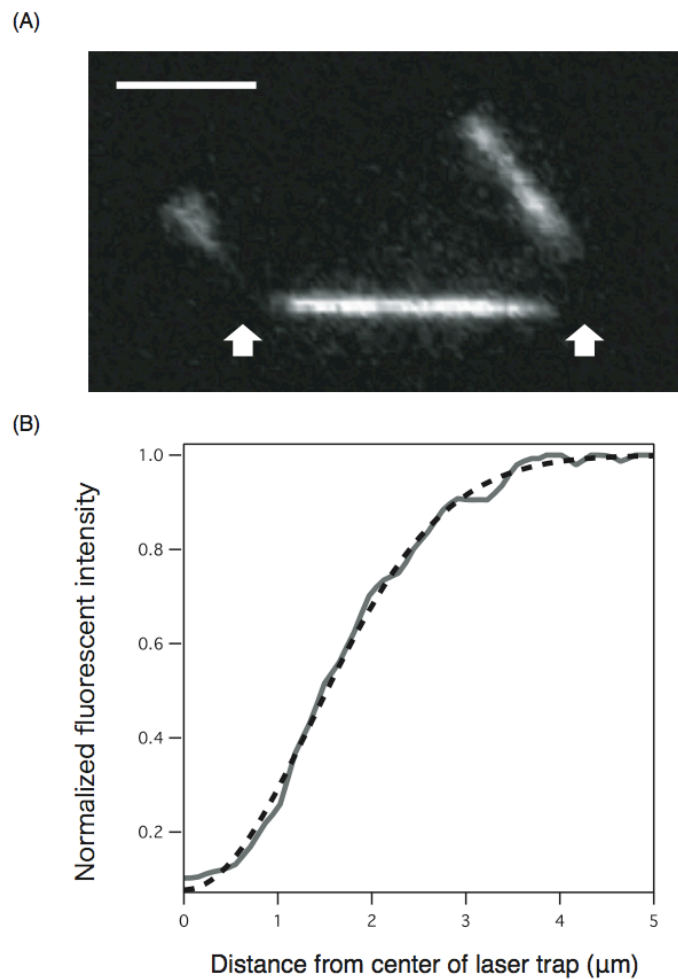 (A)
(B)
Normalized fluorescent intensity
1.0
0.8
0.6
0.4
0.2
0
1
2
3
4
5
Distance from center of laser trap (μm)